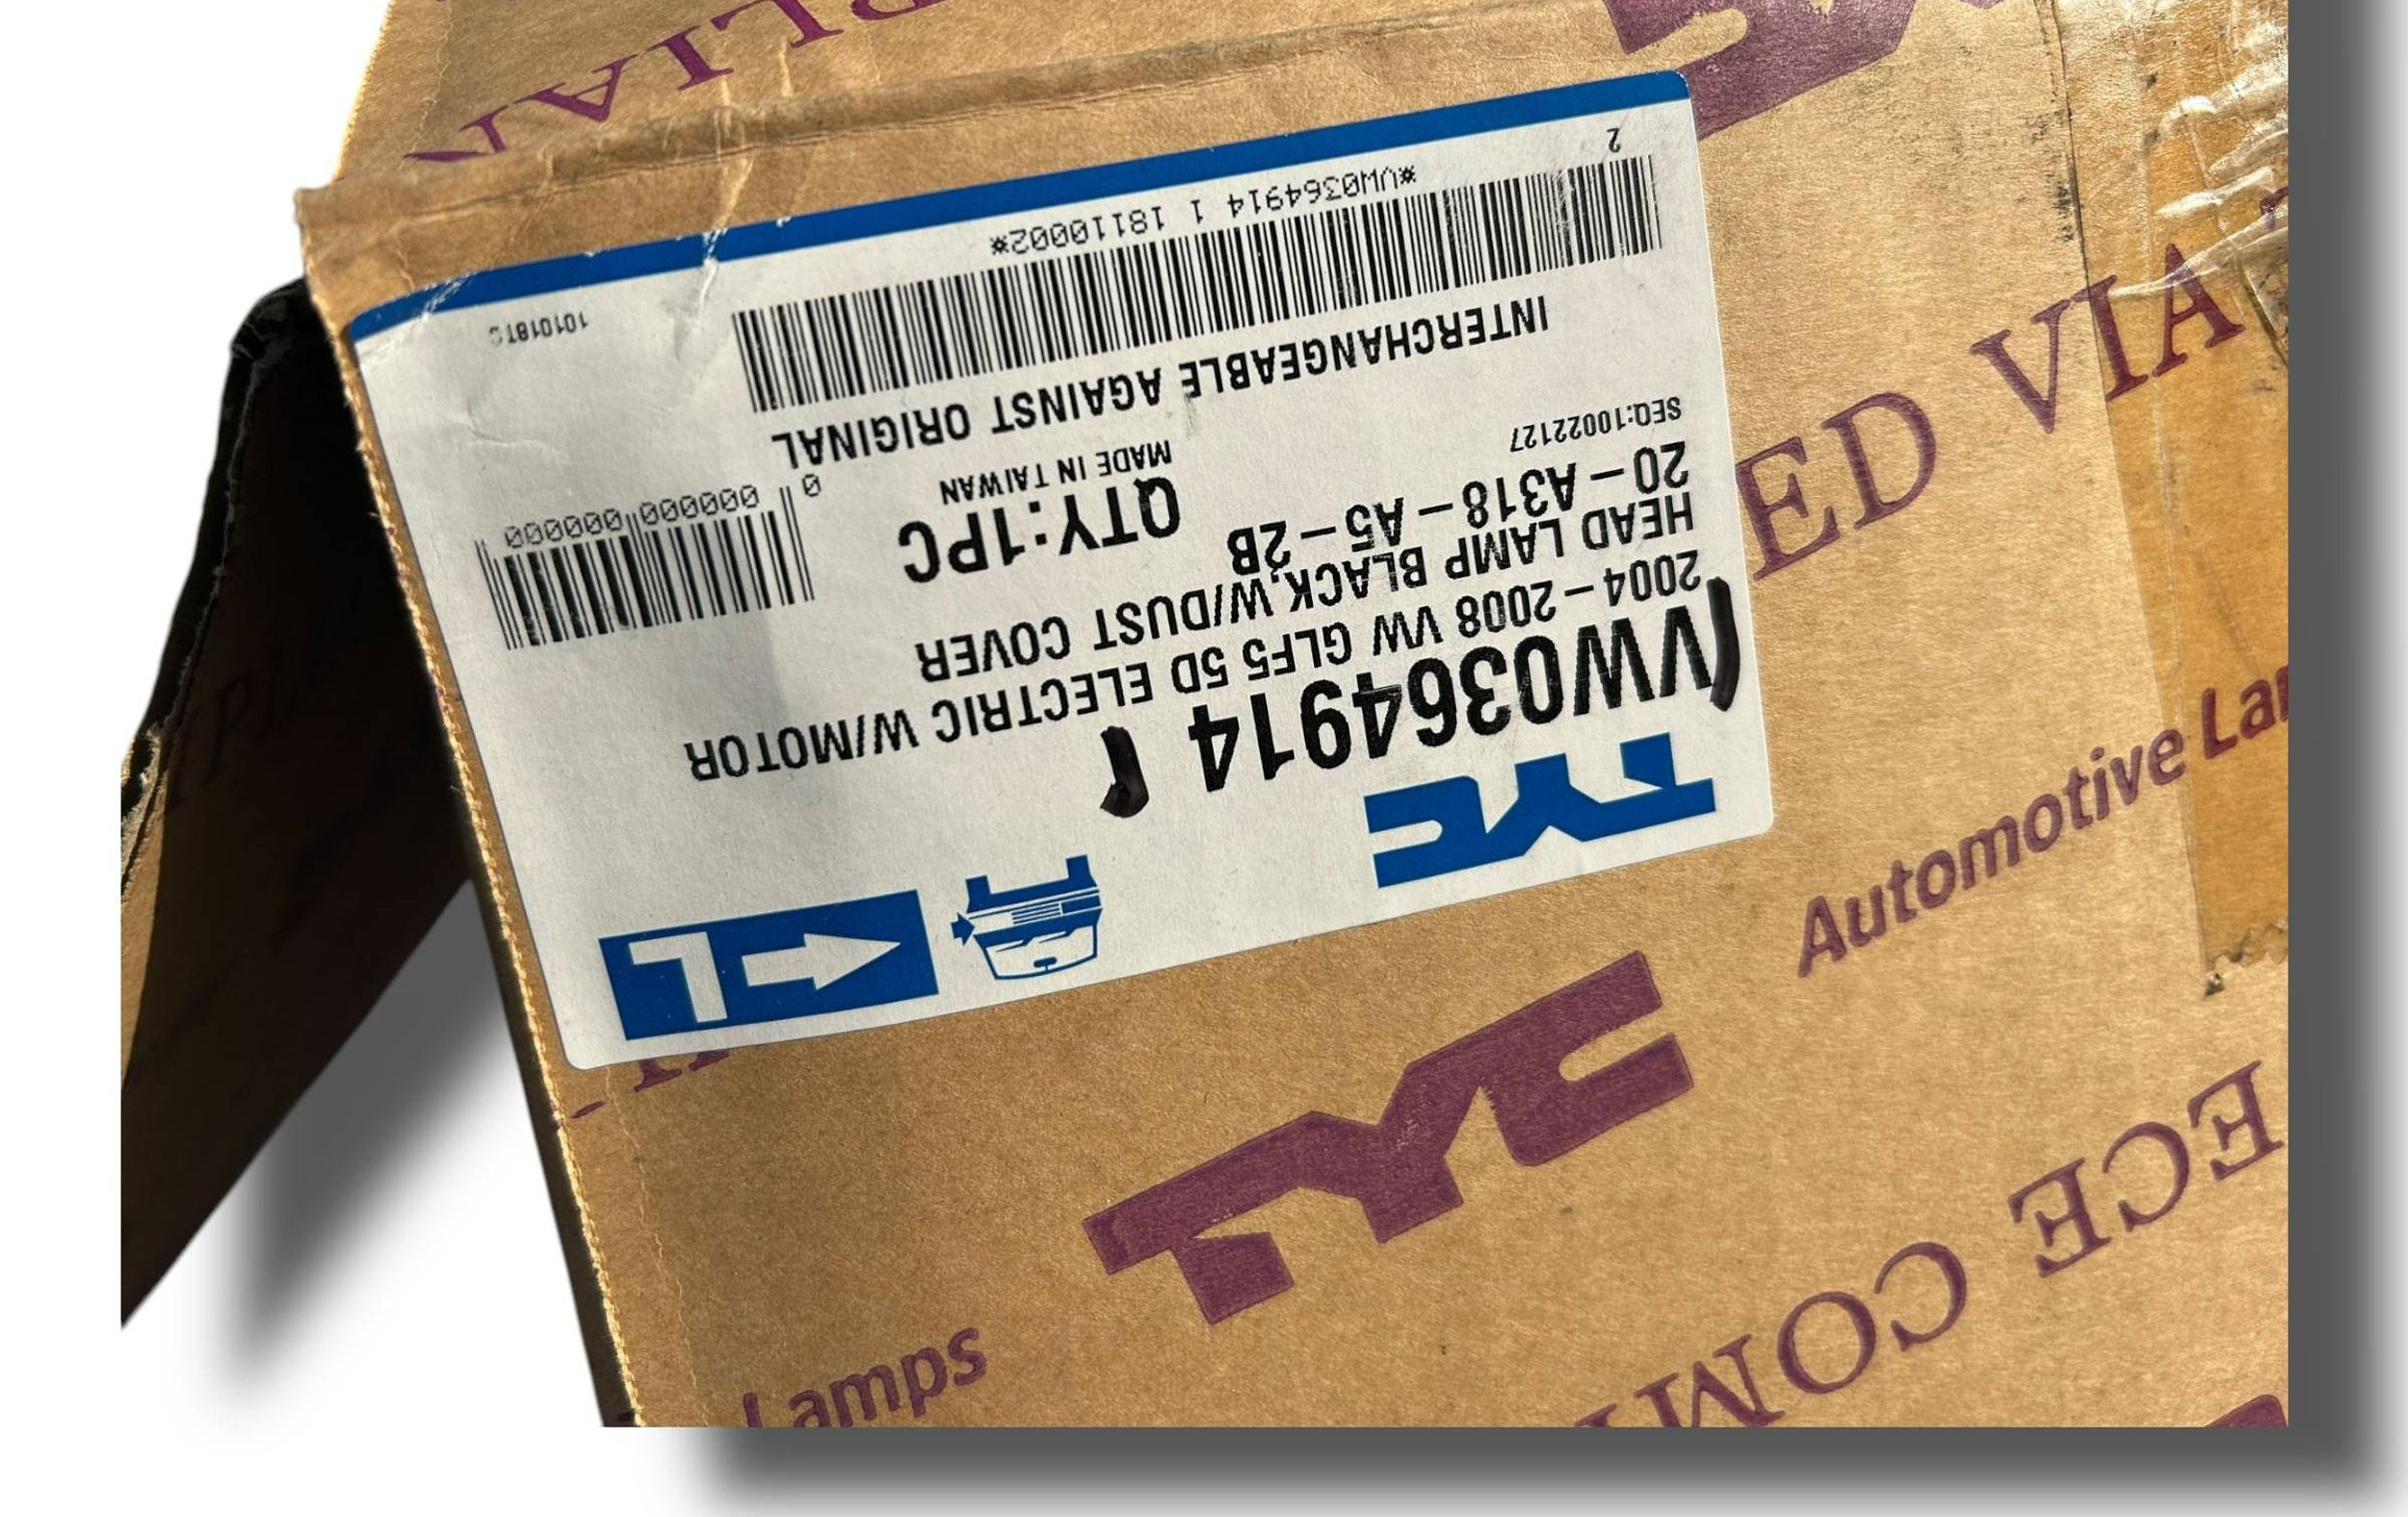 TYC
L
VW0364914
2004-2008 VW GLF5 5D ELECTRIC W/MOTOR
HEAD LAMP BLACK,W/DUST COVER
20-A318-A5-2B
QTY:1PC
SEQ:10022127
MADE IN TAIWAN
0 000000 000000
INTERCHANGEABLE AGAINST ORIGINAL
*VW0364914 1 18110002*
2
ED VIA
Automotive
TYC
Lamps
ECE COM